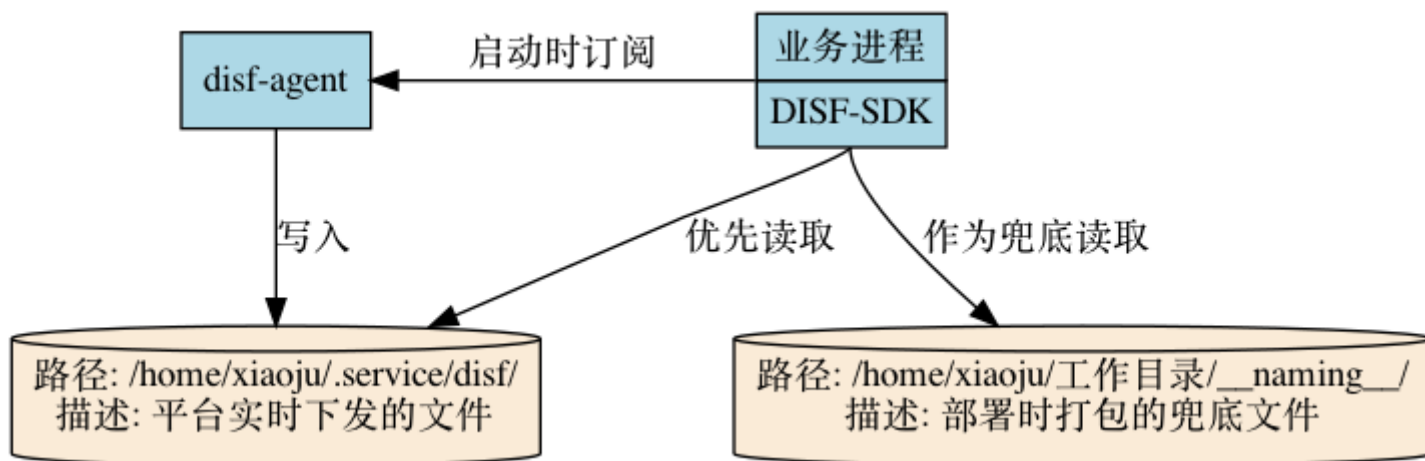 disf-agent
启动时订阅
业务进程
DISF-SDK
写入
优先读取
作为兜底读取
路径: /home/xiaoju/.service/disf/
描述: 平台实时下发的文件
路径: /home/xiaoju/工作目录/__naming__/
描述: 部署时打包的兜底文件